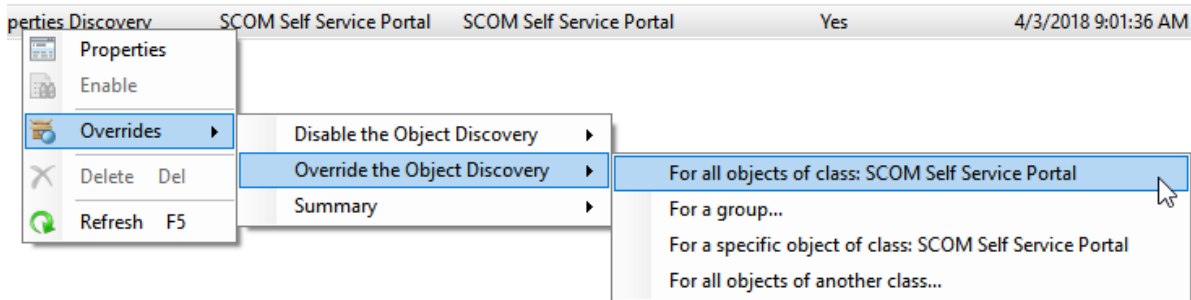 perties Discovery SCOM Self Service Portal SCOM Self Service Portal Yes 4/3/2018 9:01:36 AM
Properties
Enable
Overrides
Disable the Object Discovery
Override the Object Discovery
For all objects of class: SCOM Self Service Portal
Delete Del
Summary
For a group...
Refresh F5
For a specific object of class: SCOM Self Service Portal
For all objects of another class...